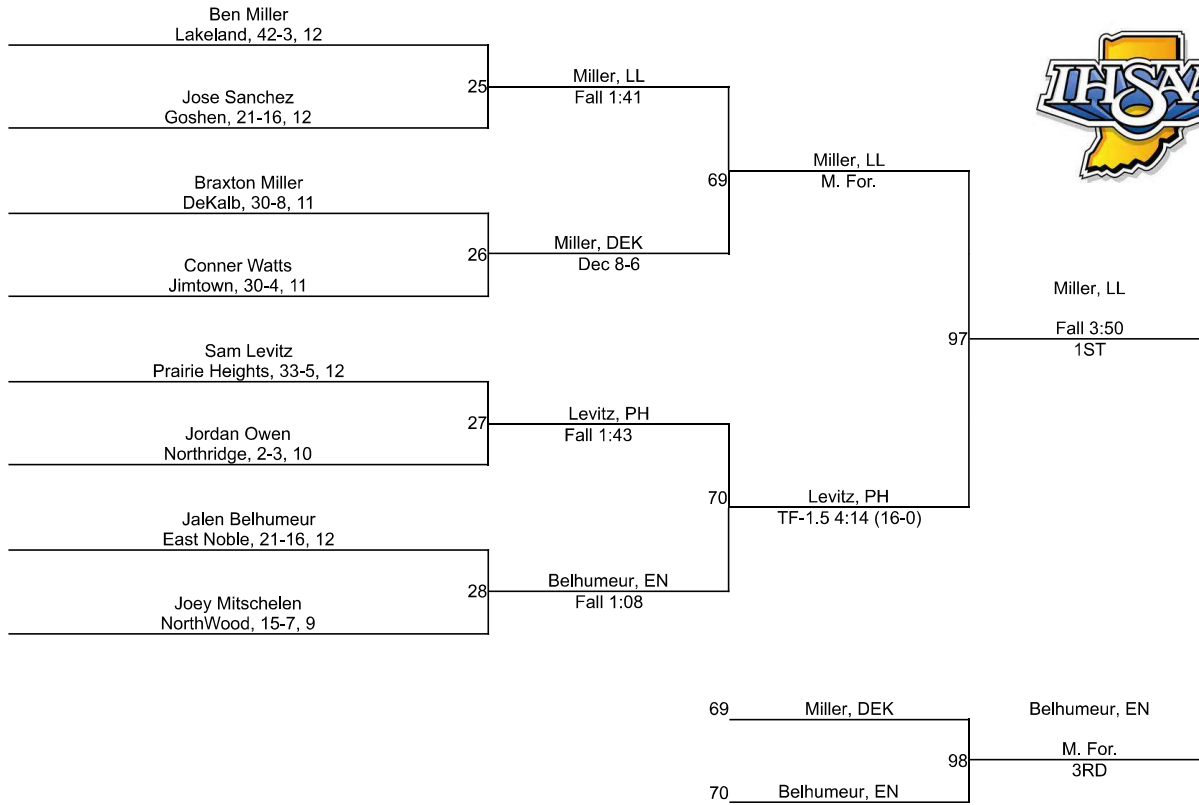 Ben Miller
Lakeland, 42-3, 12
Jose Sanchez
Goshen, 21-16, 12
Braxton Miller
DeKalb, 30-8, 11
Conner Watts
Jimtown, 30-4, 11
Sam Levitz
Prairie Heights, 33-5, 12
Jordan Owen
Northridge, 2-3, 10
Jalen Belhumeur
East Noble, 21-16, 12
Joey Mitschelen
NorthWood, 15-7, 9
25
Miller, LL
Fall 1:41
26
Miller, DEK
Dec 8-6
27
Levitz, PH
Fall 1:43
28
Belhumeur, EN
Fall 1:08
69
Miller, LL
M. For.
70
Levitz, PH
TF-1.5 4:14 (16-0)
97
Miller, LL
Fall 3:50
1ST
69
Miller, DEK
70
Belhumeur, EN
98
Belhumeur, EN
M. For.
3RD
IHSAA